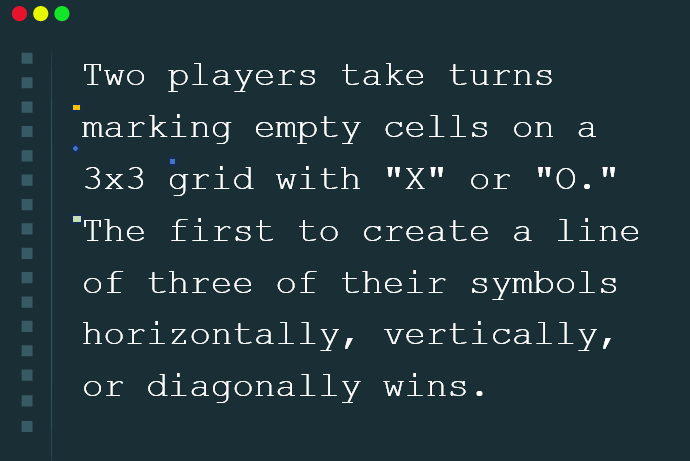 Two players take turns
marking empty cells on a
3x3 grid with "X" or "O."
The first to create a line
of three of their symbols
horizontally, vertically,
or diagonally wins.